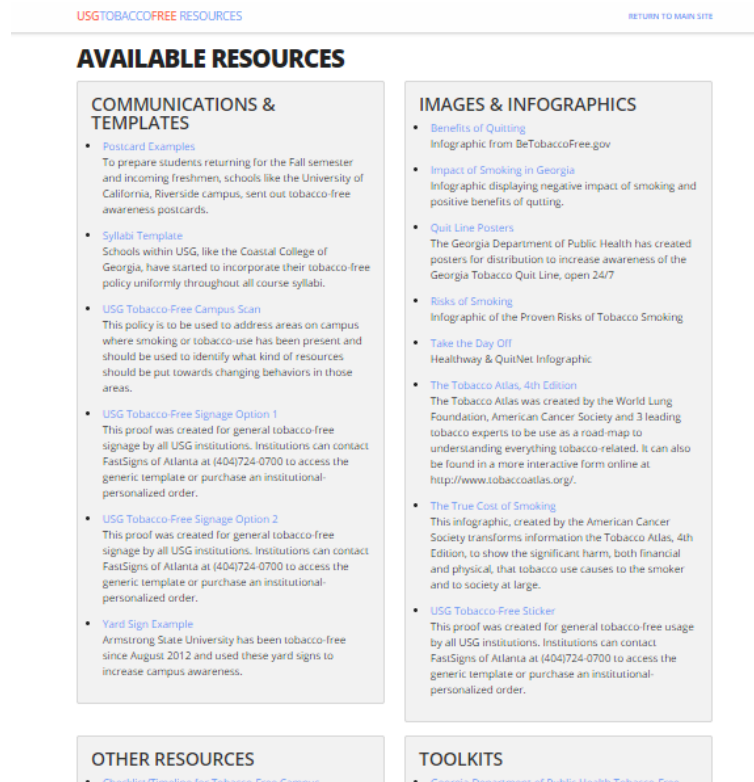 USGTOBACCOFREE RESOURCES
RETURN TO MAIN SITE
AVAILABLE RESOURCES
COMMUNICATIONS &
TEMPLATES
Postcard Examples
To prepare students returning for the Fall semester
and incoming freshmen, schools like the University of
California, Riverside campus, sent out tobacco-free
awareness postcards.
Syllabi Template
Schools within USG, like the Coastal College of
Georgia, have started to incorporate their tobacco-free
policy uniformly throughout all course syllabi.
USG Tobacco-Free Campus Scan
This policy is to be used to address areas on campus
where smoking or tobacco-use has been present and
should be used to identify what kind of resources
should be put towards changing behaviors in those
areas.
USG Tobacco-Free Signage Option 1
This proof was created for general tobacco-free
signage by all USG institutions. Institutions can contact
FastSigns of Atlanta at (404)724-0700 to access the
generic template or purchase an institutional-
personalized order.
USG Tobacco-Free Signage Option 2
This proof was created for general tobacco-free
signage by all USG institutions. Institutions can contact
FastSigns of Atlanta at (404)724-0700 to access the
generic template or purchase an institutional-
personalized order.
Yard Sign Example
Armstrong State University has been tobacco-free
since August 2012 and used these yard signs to
increase campus awareness.
IMAGES & INFOGRAPHICS
Benefits of Quitting
Infographic from BeTobaccoFree.gov
Impact of Smoking in Georgia
Infographic displaying negative impact of smoking and
positive benefits of qutting.
Quit Line Posters
The Georgia Department of Public Health has created
posters for distribution to increase awareness of the
Georgia Tobacco Quit Line, open 24/7
Risks of Smoking
Infographic of the Proven Risks of Tobacco Smoking
Take the Day Off
Healthway & QuitNet Infographic
The Tobacco Atlas, 4th Edition
The Tobacco Atlas was created by the World Lung
Foundation, American Cancer Society and 3 leading
tobacco experts to be use as a road-map to
understanding everything tobacco-related. It can also
be found in a more interactive form online at
http://www.tobaccoatlas.org/.
The True Cost of Smoking
This infographic, created by the American Cancer
Society transforms information the Tobacco Atlas, 4th
Edition, to show the significant harm, both financial
and physical, that tobacco use causes to the smoker
and to society at large.
USG Tobacco-Free Sticker
This proof was created for general tobacco-free usage
by all USG institutions. Institutions can contact
FastSigns of Atlanta at (404)724-0700 to access the
generic template or purchase an institutional-
personalized order.
OTHER RESOURCES
Checklist/Timeline for Tobacco-Free Campus
TOOLKITS
Georgia Department of Public Health Tobacco-Free